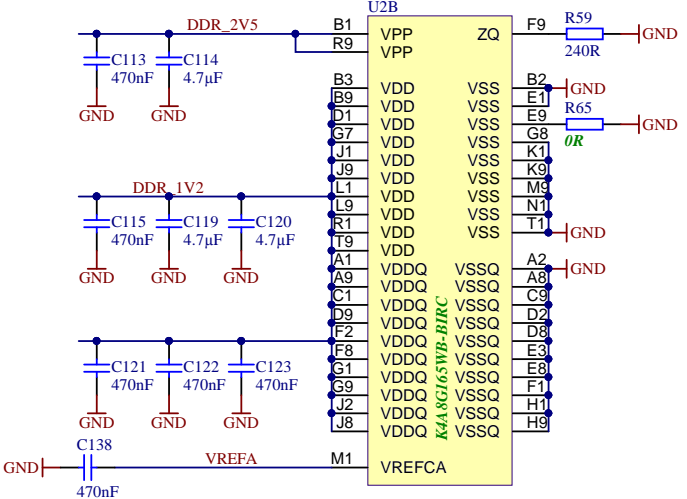 U2B
DDR_2V5
B1 VPP ZQ F9 R59 240R GND
R9 VPP
C113 470nF GND
C114 4.7µF GND
B3 VDD VSS B2 GND
B9 VDD VSS E1
D1 VDD VSS E9 R65 0R GND
G7 VDD VSS G8
J1 VDD VSS K1
J9 VDD VSS K9
DDR_1V2
L1 VDD VSS M9
L9 VDD VSS N1
R1 VDD VSS T1 GND
T9 VDD
C115 470nF GND
C119 4.7µF GND
C120 4.7µF GND
A1 VDDQ VSSQ A2 GND
A9 VDDQ VSSQ A8
C1 VDDQ VSSQ C9
D9 VDDQ VSSQ D2
F2 VDDQ VSSQ D8
F8 VDDQ VSSQ E3
G1 VDDQ VSSQ E8
G9 VDDQ VSSQ F1
J2 VDDQ VSSQ H1
J8 VDDQ VSSQ H9
K4A8G165WB-BIRC
C121 470nF GND
C122 470nF GND
C123 470nF GND
C138
GND VREFA M1 VREFCA
470nF